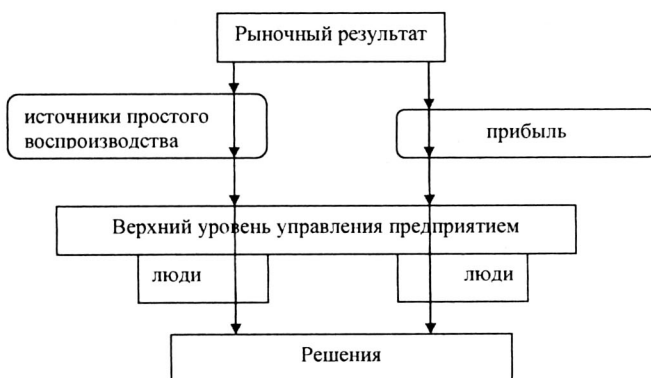 Рыночный результат
источники простого
воспроизводства
прибыль
Верхний уровень управления предприятием
люди
люди
Решения